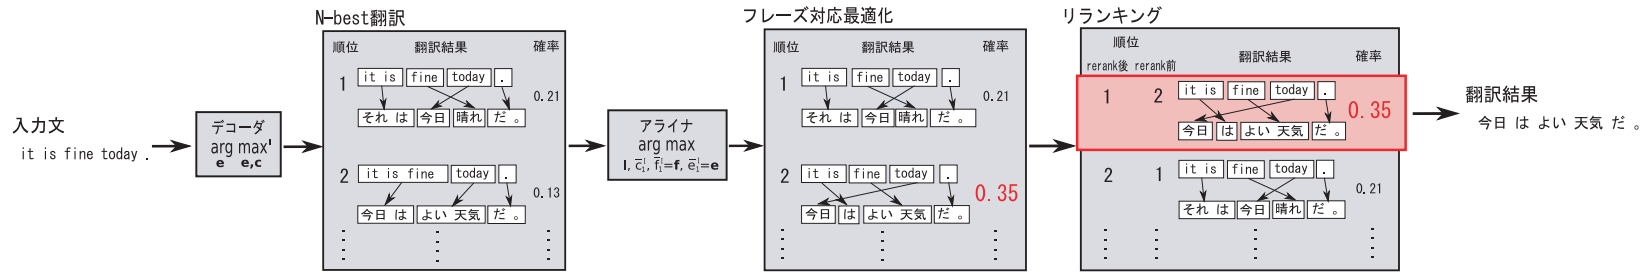 入力文
it is fine today .
デコーダ
arg max'
e e,c
N-best翻訳
順位 翻訳結果 確率
1 it is fine today . 0.21
それ は 今日 晴れ だ 。
2 it is fine today . 0.13
今日 は よい 天気 だ 。
アライナ
arg max
l, c̄₁ˡ, f̄₁ˡ=f, ē₁ˡ=e
フレーズ対応最適化
順位 翻訳結果 確率
1 it is fine today . 0.21
それ は 今日 晴れ だ 。
2 it is fine today . 0.35
今日 は よい 天気 だ 。
リランキング
順位
rerank後 rerank前 翻訳結果 確率
1 2 it is fine today . 0.35
今日 は よい 天気 だ 。
2 1 it is fine today . 0.21
それ は 今日 晴れ だ 。
翻訳結果
今日 は よい 天気 だ 。